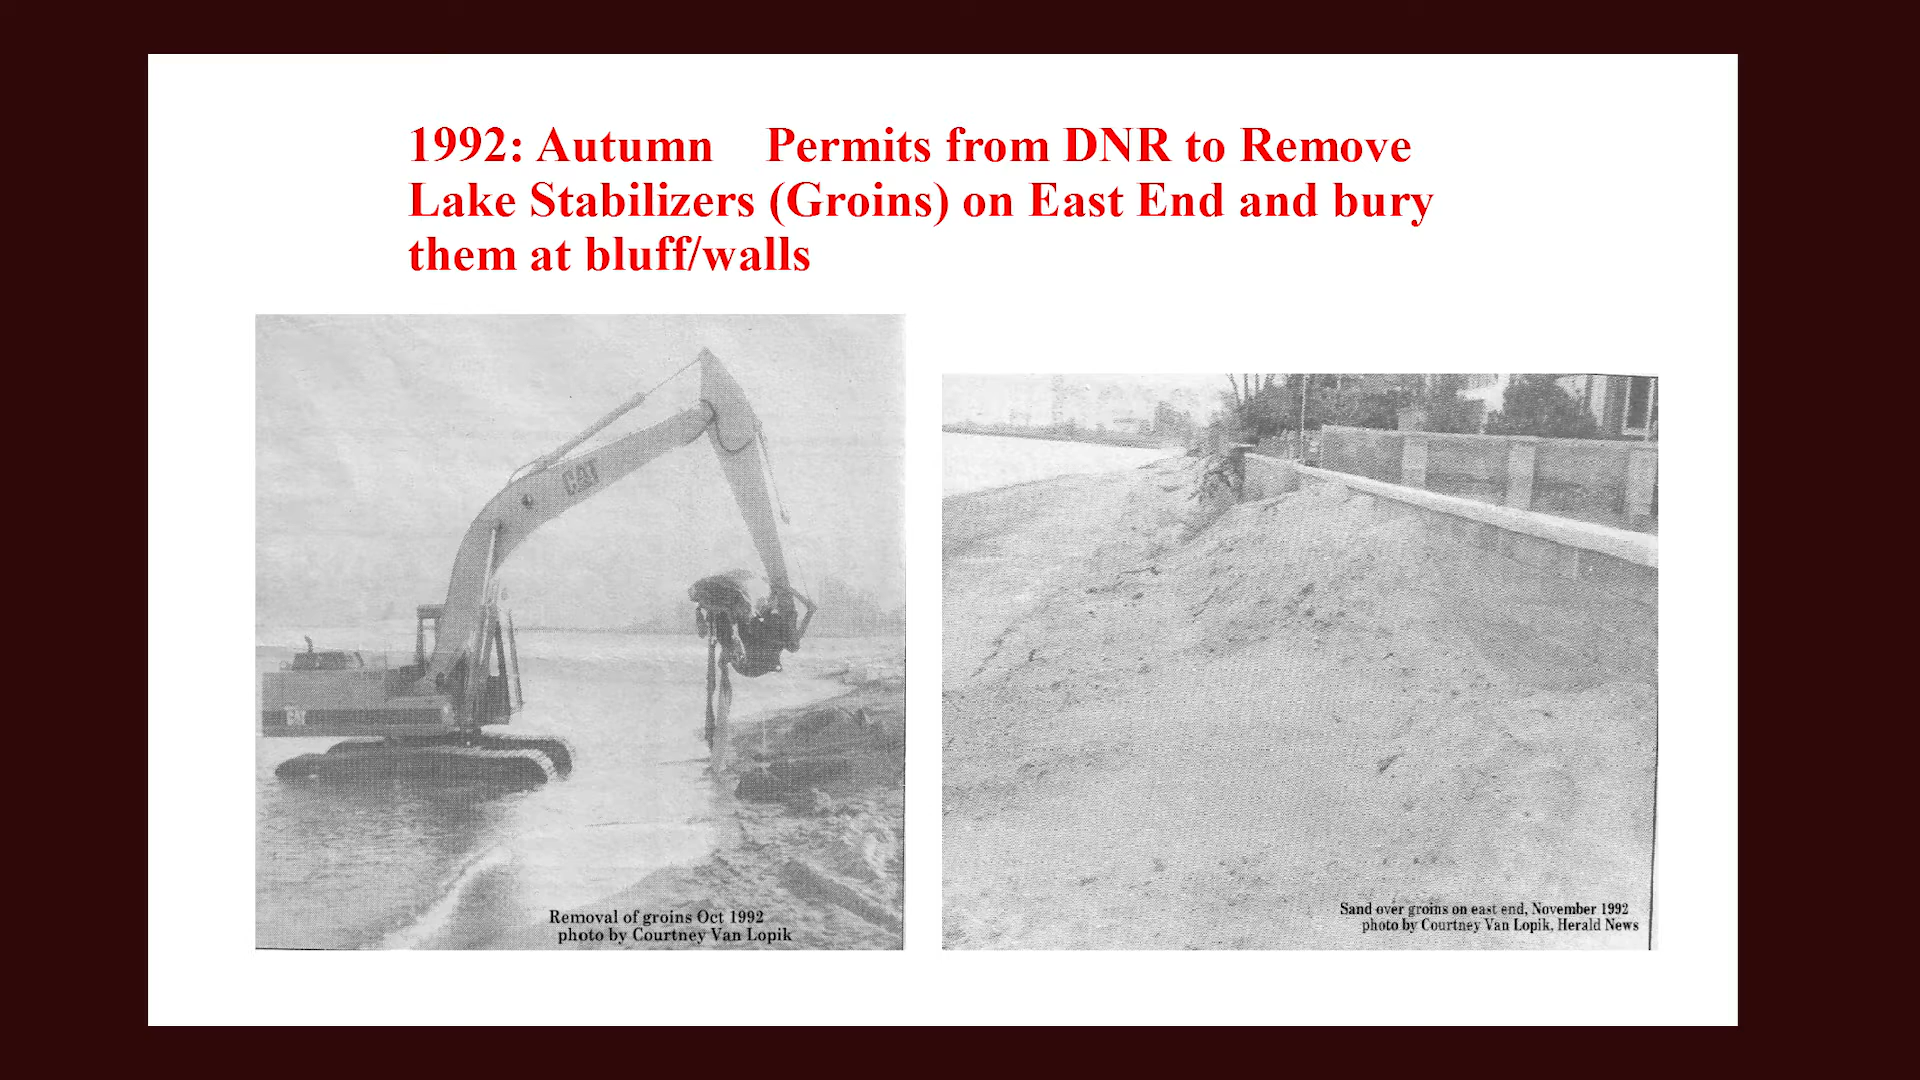 1992: Autumn Permits from DNR to Remove
Lake Stabilizers (Groins) on East End and bury
them at bluff/walls
CAT
CAT
Removal of groins Oct 1992
photo by Courtney Van Lopik
Sand over groins on east end, November 1992
photo by Courtney Van Lopik, Herald News